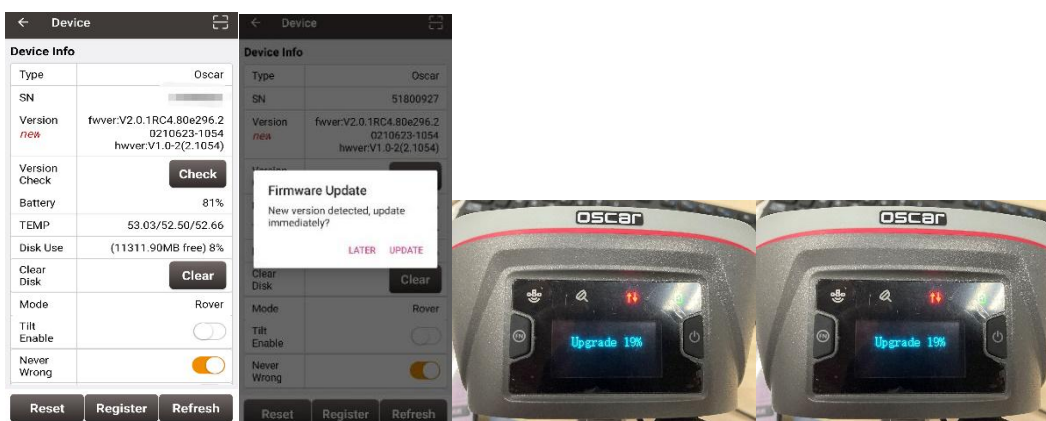 Device
Device Info
Type Oscar
SN
Version
new
fwver:V2.0.1RC4.80e296.2
0210623-1054
hwver:V1.0-2(2.1054)
Version
Check
Check
Battery 81%
TEMP 53.03/52.50/52.66
Disk Use (11311.90MB free) 8%
Clear
Disk
Clear
Mode Rover
Tilt
Enable
Never
Wrong
Reset Register Refresh
Device
Device Info
Type Oscar
SN 51800927
Version
new
fwver:V2.0.1RC4.80e296.2
0210623-1054
hwver:V1.0-2(2.1054)
Firmware Update
New version detected, update
immediately?
LATER UPDATE
Clear
Disk
Clear
Mode Rover
Tilt
Enable
Never
Wrong
Reset Register Refresh
oscar
FN
Upgrade 19%
oscar
FN
Upgrade 19%